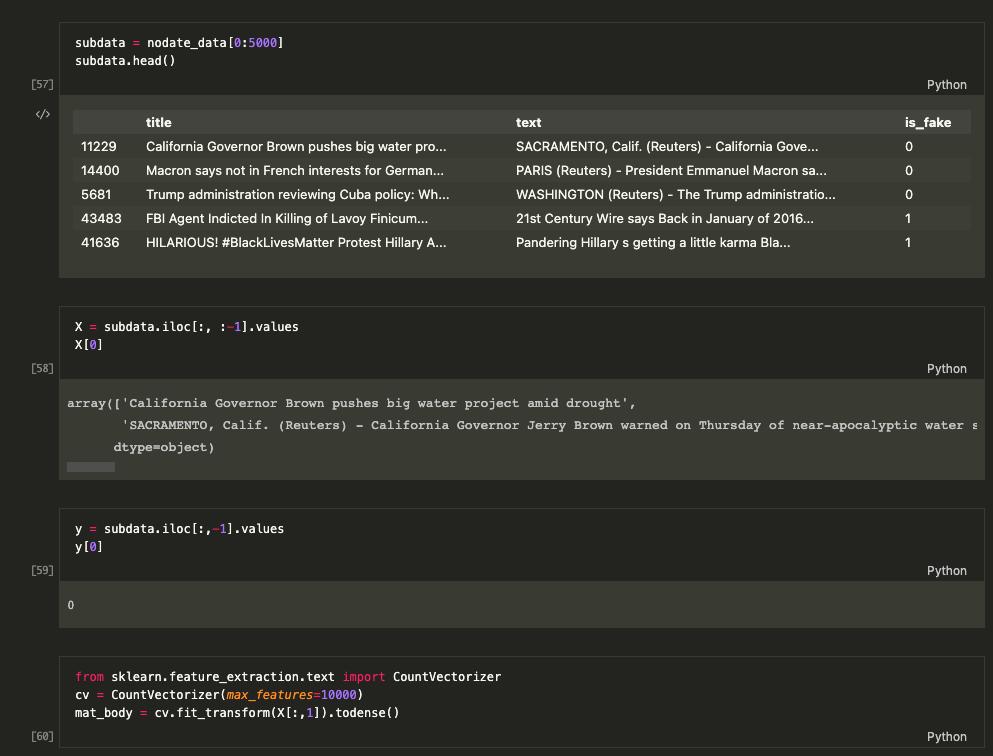 subdata = nodate_data[0:5000]
subdata.head()
[57]
Python
</>
title text is_fake
11229 California Governor Brown pushes big water pro... SACRAMENTO, Calif. (Reuters) - California Gove... 0
14400 Macron says not in French interests for German... PARIS (Reuters) - President Emmanuel Macron sa... 0
5681 Trump administration reviewing Cuba policy: Wh... WASHINGTON (Reuters) - The Trump administratio... 0
43483 FBI Agent Indicted In Killing of Lavoy Finicum... 21st Century Wire says Back in January of 2016... 1
41636 HILARIOUS! #BlackLivesMatter Protest Hillary A... Pandering Hillary s getting a little karma Bla... 1
X = subdata.iloc[:, :-1].values
X[0]
[58]
Python
array(['California Governor Brown pushes big water project amid drought',
'SACRAMENTO, Calif. (Reuters) - California Governor Jerry Brown warned on Thursday of near-apocalyptic water s
dtype=object)
y = subdata.iloc[:,-1].values
y[0]
[59]
Python
0
from sklearn.feature_extraction.text import CountVectorizer
cv = CountVectorizer(max_features=10000)
mat_body = cv.fit_transform(X[:,1]).todense()
[60]
Python